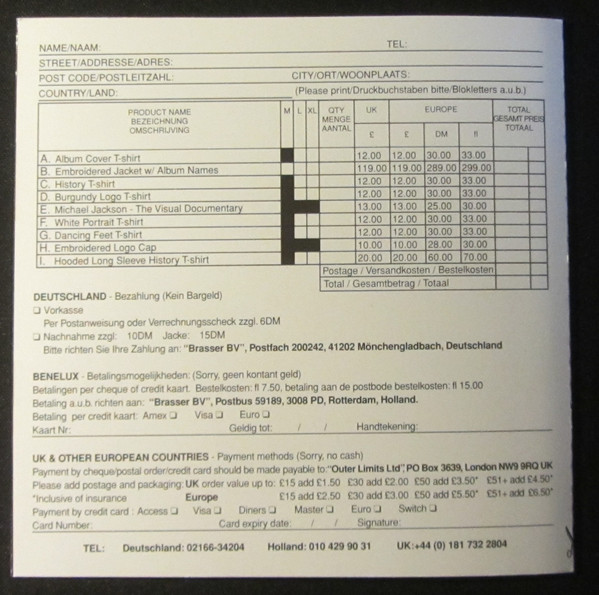 NAME/NAAM: TEL:
STREET/ADDRESSE/ADRES:
POST CODE/POSTLEITZAHL: CITY/ORT/WOONPLAATS:
COUNTRY/LAND: (Please print/Druckbuchstaben bitte/Blokletters a.u.b.)
PRODUCT NAME BEZEICHNUNG OMSCHRIJVING M L XL QTY MENGE AANTAL UK £ EUROPE £ DM fl TOTAL GESAMT PREIS TOTAAL
A. Album Cover T-shirt 12.00 12.00 30.00 33.00
B. Embroidered Jacket w/ Album Names 119.00 119.00 289.00 299.00
C. History T-shirt 12.00 12.00 30.00 33.00
D. Burgundy Logo T-shirt 12.00 12.00 30.00 33.00
E. Michael Jackson - The Visual Documentary 13.00 13.00 25.00 30.00
F. White Portrait T-shirt 12.00 12.00 30.00 33.00
G. Dancing Feet T-shirt 12.00 12.00 30.00 33.00
H. Embroidered Logo Cap 10.00 10.00 28.00 30.00
I. Hooded Long Sleeve History T-shirt 20.00 20.00 60.00 70.00
Postage / Versandkosten / Bestelkosten
Total / Gesamtbetrag / Totaal
DEUTSCHLAND - Bezahlung (Kein Bargeld)
❏ Vorkasse
Per Postanweisung oder Verrechnungsscheck zzgl. 6DM
❏ Nachnahme zzgl: 10DM Jacke: 15DM
Bitte richten Sie Ihre Zahlung an: "Brasser BV", Postfach 200242, 41202 Mönchengladbach, Deutschland
BENELUX - Betalingsmogelijkheden: (Sorry, geen kontant geld)
Betalingen per cheque of credit kaart. Bestelkosten: fl 7.50, betaling aan de postbode bestelkosten: fl 15.00
Betaling a.u.b. richten aan: "Brasser BV", Postbus 59189, 3008 PD, Rotterdam, Holland.
Betaling per credit kaart: Amex ❏ Visa ❏ Euro ❏
Kaart Nr: Geldig tot: / / Handtekening:
UK & OTHER EUROPEAN COUNTRIES - Payment methods (Sorry, no cash)
Payment by cheque/postal order/credit card should be made payable to: "Outer Limits Ltd", PO Box 3639, London NW9 9RQ UK
Please add postage and packaging: UK order value up to: £15 add £1.50 £30 add £2.00 £50 add £3.50* £51+ add £4.50*
*Inclusive of insurance Europe £15 add £2.50 £30 add £3.00 £50 add £5.50* £51+ add £6.50*
Payment by credit card : Access ❏ Visa ❏ Diners ❏ Master ❏ Euro ❏ Switch ❏
Card Number: Card expiry date: / / Signature:
TEL: Deutschland: 02166-34204 Holland: 010 429 90 31 UK:+44 (0) 181 732 2804